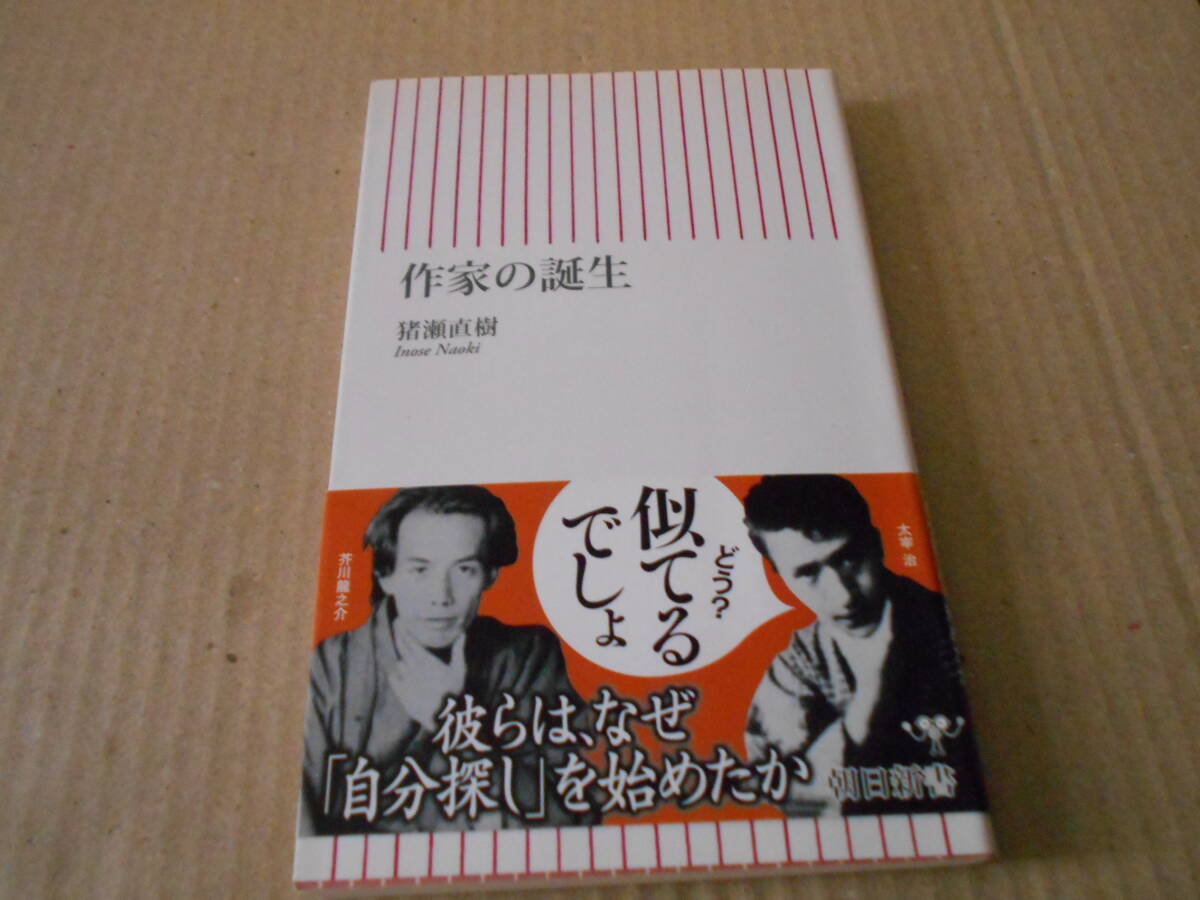 作家の誕生
猪瀬直樹
Inose Naoki
どう?
似てる
でしょ
太宰 治
芥川龍之介
彼らは、なぜ
「自分探し」を始めたか
朝日新書